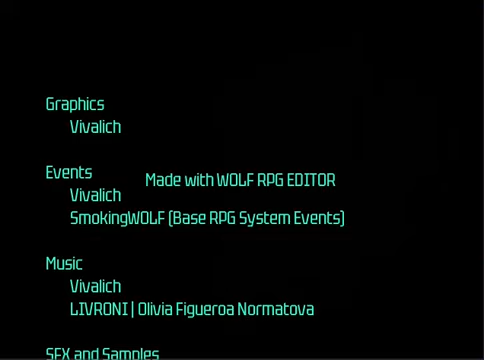 Graphics
Vivalich
Events
Made with WOLF RPG EDITOR
Vivalich
SmokingWOLF (Base RPG System Events)
Music
Vivalich
LIVRONI | Olivia Figueroa Normatova
SFX and Samples